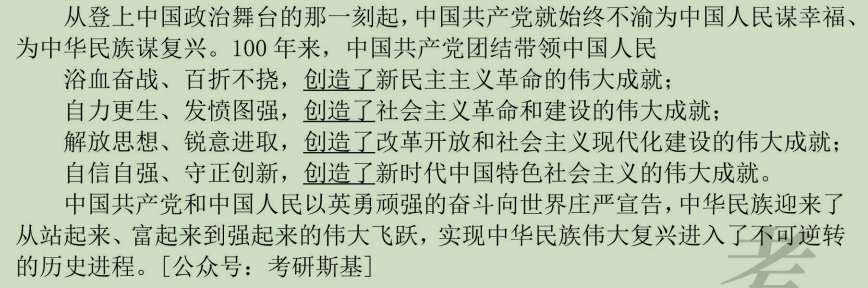 从登上中国政治舞台的那一刻起，中国共产党就始终不渝为中国人民谋幸福、
为中华民族谋复兴。100 年来，中国共产党团结带领中国人民
浴血奋战、百折不挠，创造了新民主主义革命的伟大成就；
自力更生、发愤图强，创造了社会主义革命和建设的伟大成就；
解放思想、锐意进取，创造了改革开放和社会主义现代化建设的伟大成就；
自信自强、守正创新，创造了新时代中国特色社会主义的伟大成就。
中国共产党和中国人民以英勇顽强的奋斗向世界庄严宣告，中华民族迎来了
从站起来、富起来到强起来的伟大飞跃，实现中华民族伟大复兴进入了不可逆转
的历史进程。[公众号：考研斯基]
考